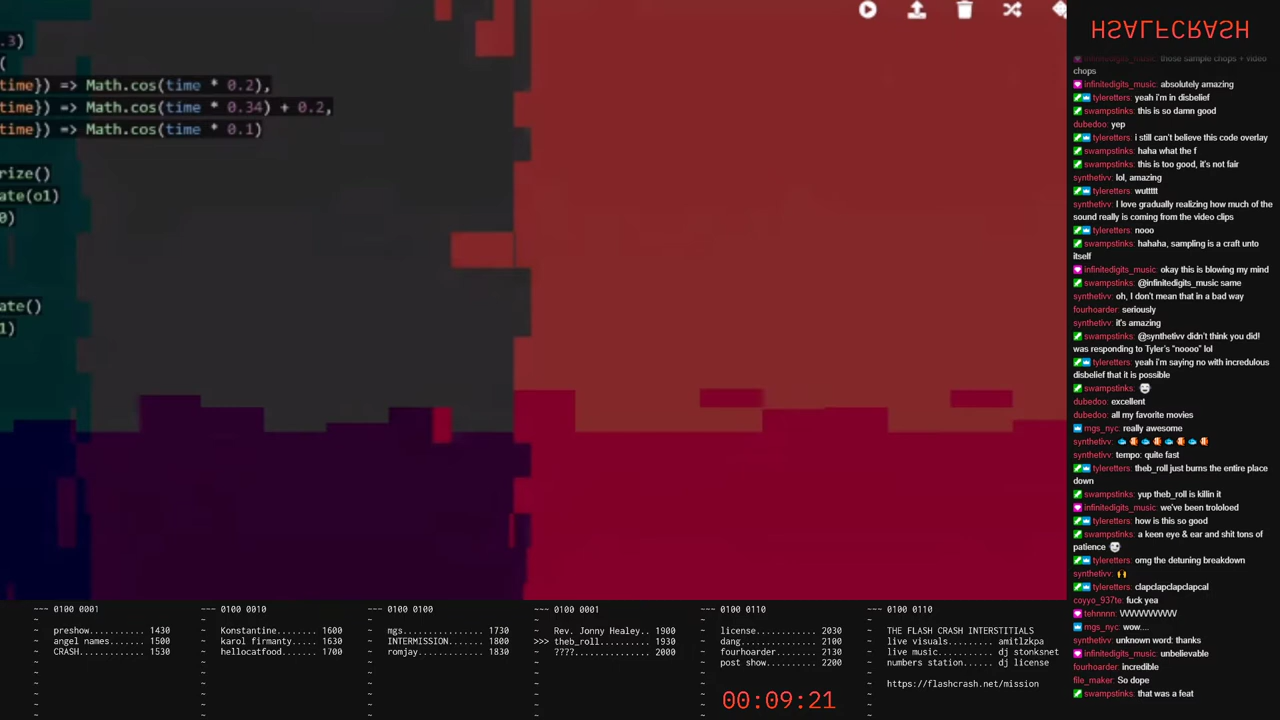 .3)
(
time}) => Math.cos(time * 0.2),
time}) => Math.cos(time * 0.34) + 0.2,
time}) => Math.cos(time * 0.1)
rize()
ate(o1)
0)
ate()
1)
HSALFCRASH
infinitedigits_music: those sample chops + video
chops
infinitedigits_music: absolutely amazing
tyleretters: yeah i'm in disbelief
swampstinks: this is so damn good
dubedoo: yep
tyleretters: i still can't believe this code overlay
swampstinks: haha what the f
swampstinks: this is too good, it's not fair
synthetivv: lol, amazing
tyleretters: wutttt
synthetivv: I love gradually realizing how much of the
sound really is coming from the video clips
tyleretters: nooo
swampstinks: hahaha, sampling is a craft unto
itself
infinitedigits_music: okay this is blowing my mind
swampstinks: @infinitedigits_music same
synthetivv: oh, I don't mean that in a bad way
fourhoarder: seriously
synthetivv: it's amazing
swampstinks: @synthetivv didn't think you did!
was responding to Tyler's "noooo" lol
tyleretters: yeah i'm saying no with incredulous
disbelief that it is possible
swampstinks:
dubedoo: excellent
dubedoo: all my favorite movies
mgs_nyc: really awesome
synthetivv: 🐟 🐠 🐟 🐠 🐟 🐠 🐟 🐠
synthetivv: tempo: quite fast
tyleretters: theb_roll just burns the entire place
down
swampstinks: yup theb_roll is killin it
infinitedigits_music: we've been trololoed
tyleretters: how is this so good
swampstinks: a keen eye & ear and shit tons of
patience
tyleretters: omg the detuning breakdown
synthetivv: 🙌
tyleretters: clapclapclapclapcal
coyyo_937te: fuck yea
mgs_nyc: wow....
synthetivv: unknown word: thanks
infinitedigits_music: unbelievable
fourhoarder: incredible
file_maker: So dope
swampstinks: that was a feat
~~~ 0100 0001
preshow........... 1430
angel names....... 1500
CRASH............. 1530
~~~ 0100 0010
Konstantine....... 1600
karol firmanty.... 1630
hellocatfood...... 1700
~~~ 0100 0100
mgs............... 1730
INTERMISSION...... 1800
romjay............ 1830
~~~ 0100 0001
Rev. Jonny Healey.. 1900
>>> theb_roll.......... 1930
????............... 2000
~~~ 0100 0110
license........... 2030
dang.............. 2100
fourhoarder....... 2130
post show......... 2200
00:09:21
~~~ 0100 0110
THE FLASH CRASH INTERSTITIALS
live visuals........ amitlzkpa
live music....... dj stonksnet
numbers station... dj license
https://flashcrash.net/mission